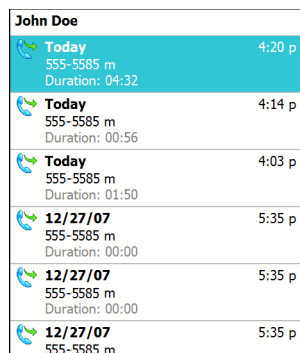 John Doe
Today 4:20 p
555-5585 m
Duration: 04:32
Today 4:14 p
555-5585 m
Duration: 00:56
Today 4:03 p
555-5585 m
Duration: 01:50
12/27/07 5:35 p
555-5585 m
Duration: 00:00
12/27/07 5:35 p
555-5585 m
Duration: 00:00
12/27/07 5:35 p
555-5585 m